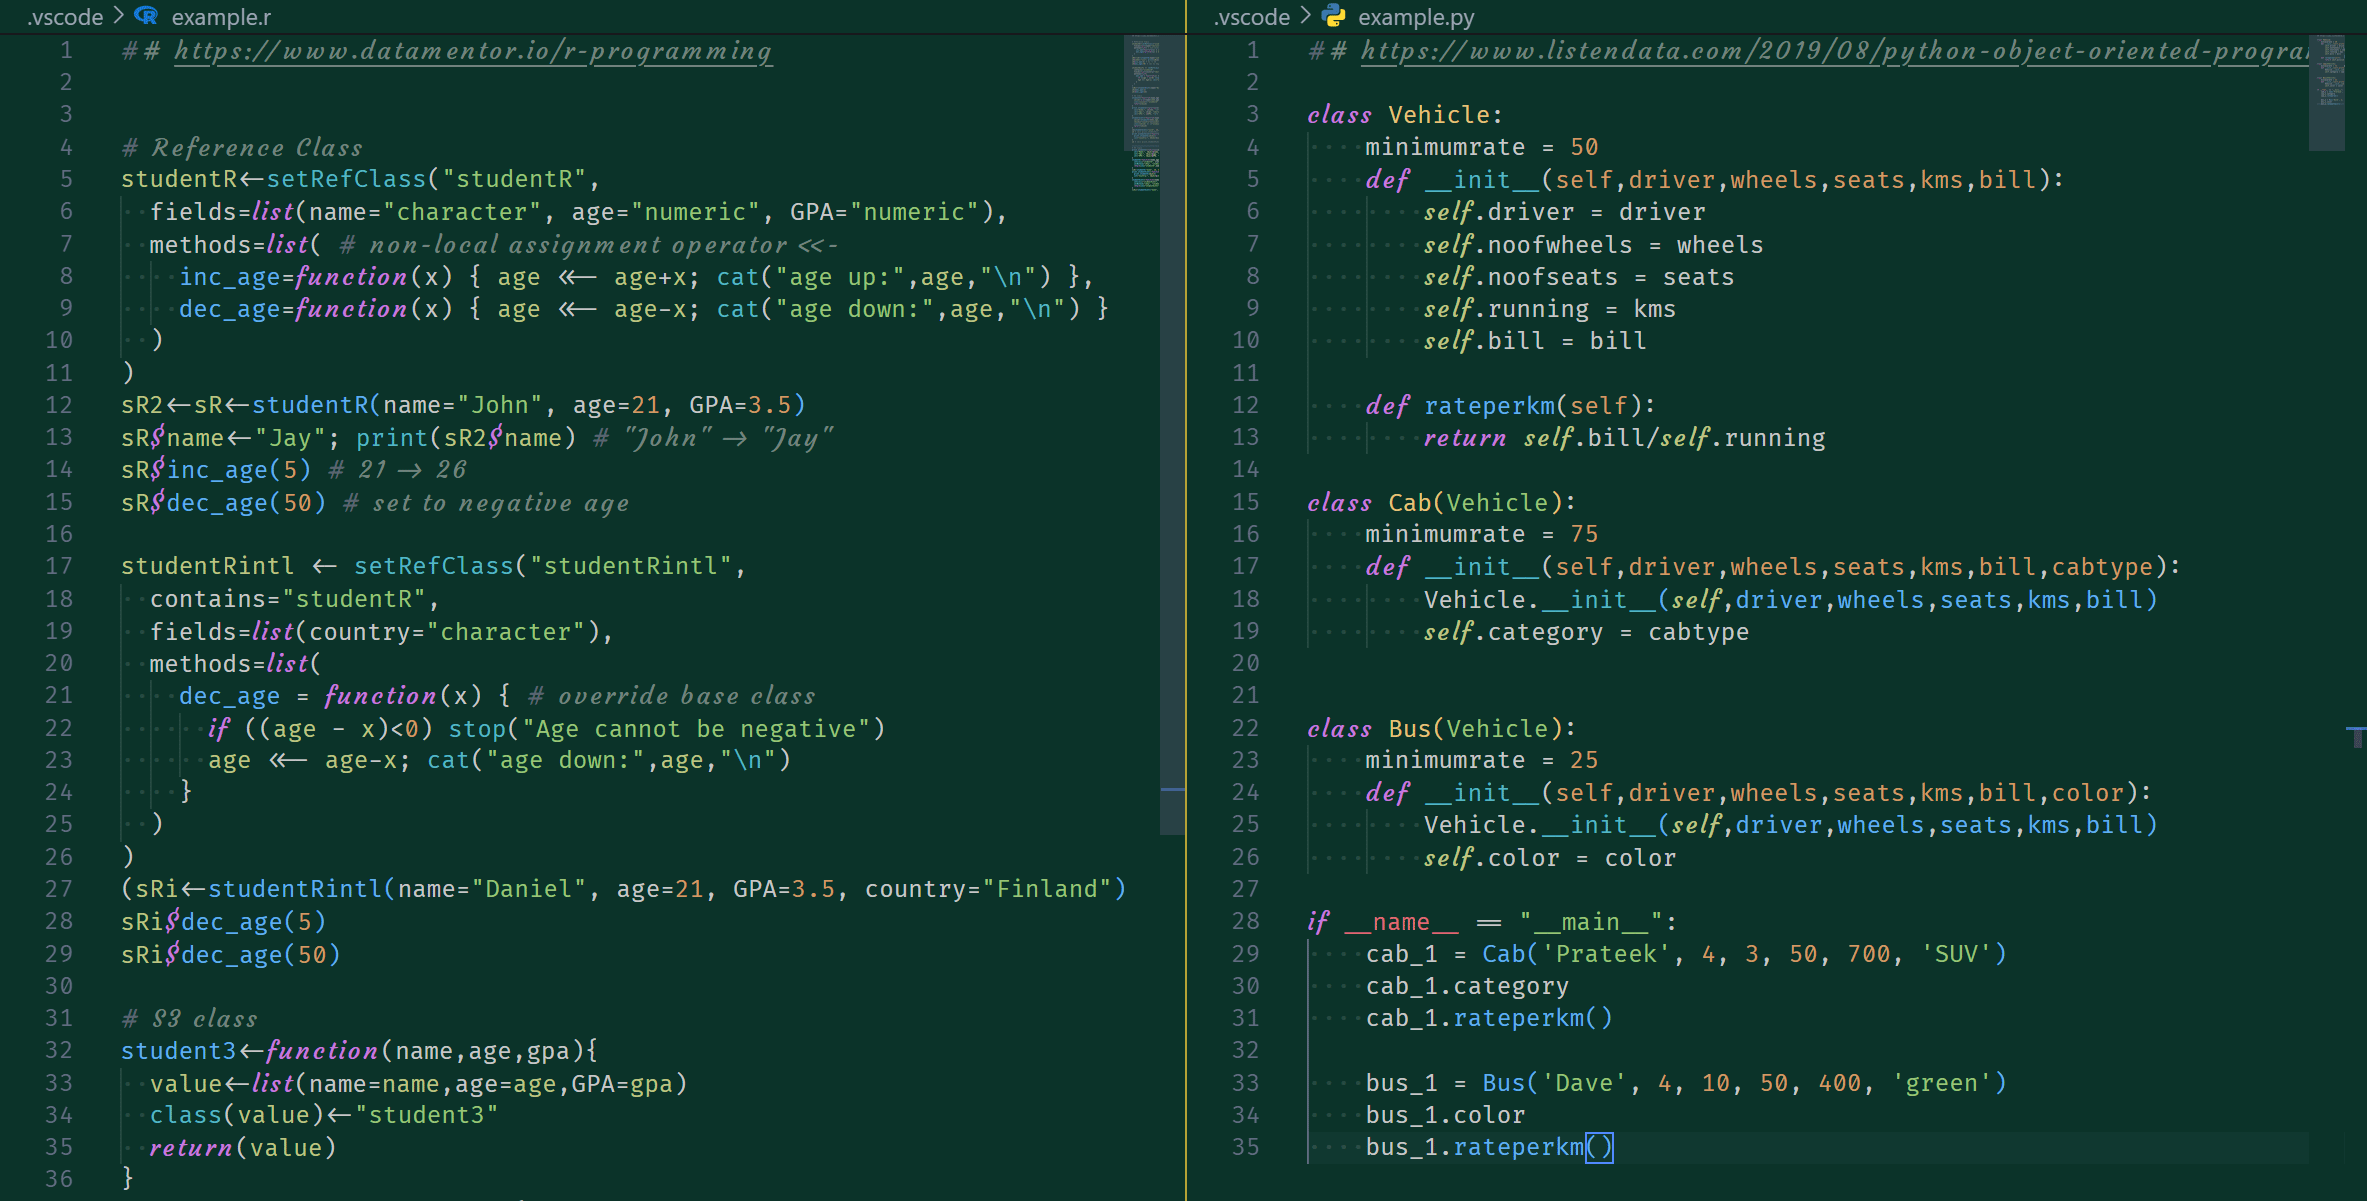 .vscode > example.r
1 ## https://www.datamentor.io/r-programming
2
3
4 # Reference Class
5 studentR<-setRefClass("studentR",
6 fields=list(name="character", age="numeric", GPA="numeric"),
7 methods=list( # non-local assignment operator <<-
8 inc_age=function(x) { age <<- age+x; cat("age up:",age,"\n") },
9 dec_age=function(x) { age <<- age-x; cat("age down:",age,"\n") }
10 )
11 )
12 sR2<-sR<-studentR(name="John", age=21, GPA=3.5)
13 sR$name<-"Jay"; print(sR2$name) # "John" -> "Jay"
14 sR$inc_age(5) # 21 -> 26
15 sR$dec_age(50) # set to negative age
16
17 studentRintl <- setRefClass("studentRintl",
18 contains="studentR",
19 fields=list(country="character"),
20 methods=list(
21 dec_age = function(x) { # override base class
22 if ((age - x)<0) stop("Age cannot be negative")
23 age <<- age-x; cat("age down:",age,"\n")
24 }
25 )
26 )
27 (sRi<-studentRintl(name="Daniel", age=21, GPA=3.5, country="Finland")
28 sRi$dec_age(5)
29 sRi$dec_age(50)
30
31 # S3 class
32 student3<-function(name,age,gpa){
33 value<-list(name=name,age=age,GPA=gpa)
34 class(value)<-"student3"
35 return(value)
36 }
.vscode > example.py
1 ## https://www.listendata.com/2019/08/python-object-oriented-progra
2
3 class Vehicle:
4 minimumrate = 50
5 def __init__(self,driver,wheels,seats,kms,bill):
6 self.driver = driver
7 self.noofwheels = wheels
8 self.noofseats = seats
9 self.running = kms
10 self.bill = bill
11
12 def rateperkm(self):
13 return self.bill/self.running
14
15 class Cab(Vehicle):
16 minimumrate = 75
17 def __init__(self,driver,wheels,seats,kms,bill,cabtype):
18 Vehicle.__init__(self,driver,wheels,seats,kms,bill)
19 self.category = cabtype
20
21
22 class Bus(Vehicle):
23 minimumrate = 25
24 def __init__(self,driver,wheels,seats,kms,bill,color):
25 Vehicle.__init__(self,driver,wheels,seats,kms,bill)
26 self.color = color
27
28 if __name__ == "__main__":
29 cab_1 = Cab('Prateek', 4, 3, 50, 700, 'SUV')
30 cab_1.category
31 cab_1.rateperkm()
32
33 bus_1 = Bus('Dave', 4, 10, 50, 400, 'green')
34 bus_1.color
35 bus_1.rateperkm()